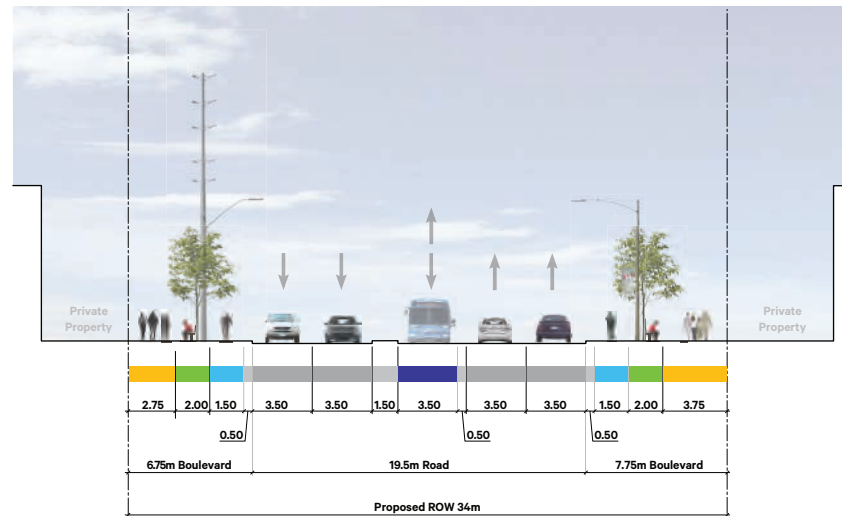 Private
Property
Private
Property
2.75 2.00 1.50 3.50 3.50 1.50 3.50 3.50 3.50 1.50 2.00 3.75
0.50 0.50 0.50
6.75m Boulevard 19.5m Road 7.75m Boulevard
Proposed ROW 34m